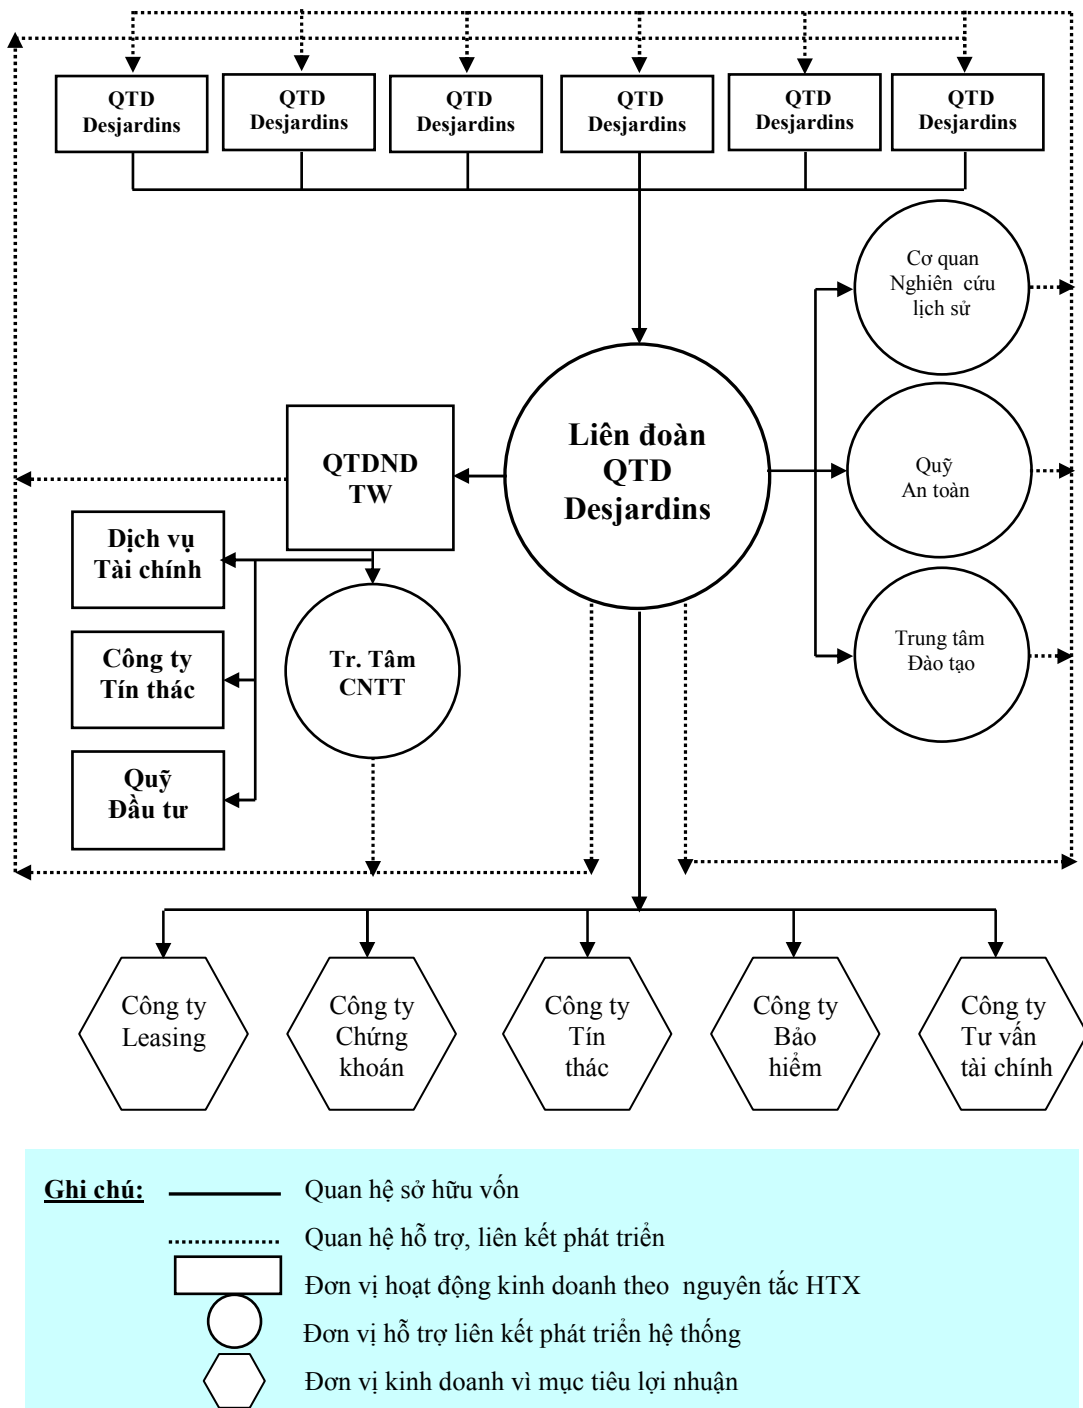 QTD
Desjardins
QTD
Desjardins
QTD
Desjardins
QTD
Desjardins
QTD
Desjardins
QTD
Desjardins
Cơ quan
Nghiên cứu
lịch sử
Liên đoàn
QTD
Desjardins
QTDND
TW
Quỹ
An toàn
Dịch vụ
Tài chính
Công ty
Tín thác
Tr. Tâm
CNTT
Trung tâm
Đào tạo
Quỹ
Đầu tư
Công ty
Leasing
Công ty
Chứng
khoán
Công ty
Tín
thác
Công ty
Bảo
hiểm
Công ty
Tư vấn
tài chính
Ghi chú:
Quan hệ sở hữu vốn
Quan hệ hỗ trợ, liên kết phát triển
Đơn vị hoạt động kinh doanh theo nguyên tắc HTX
Đơn vị hỗ trợ liên kết phát triển hệ thống
Đơn vị kinh doanh vì mục tiêu lợi nhuận